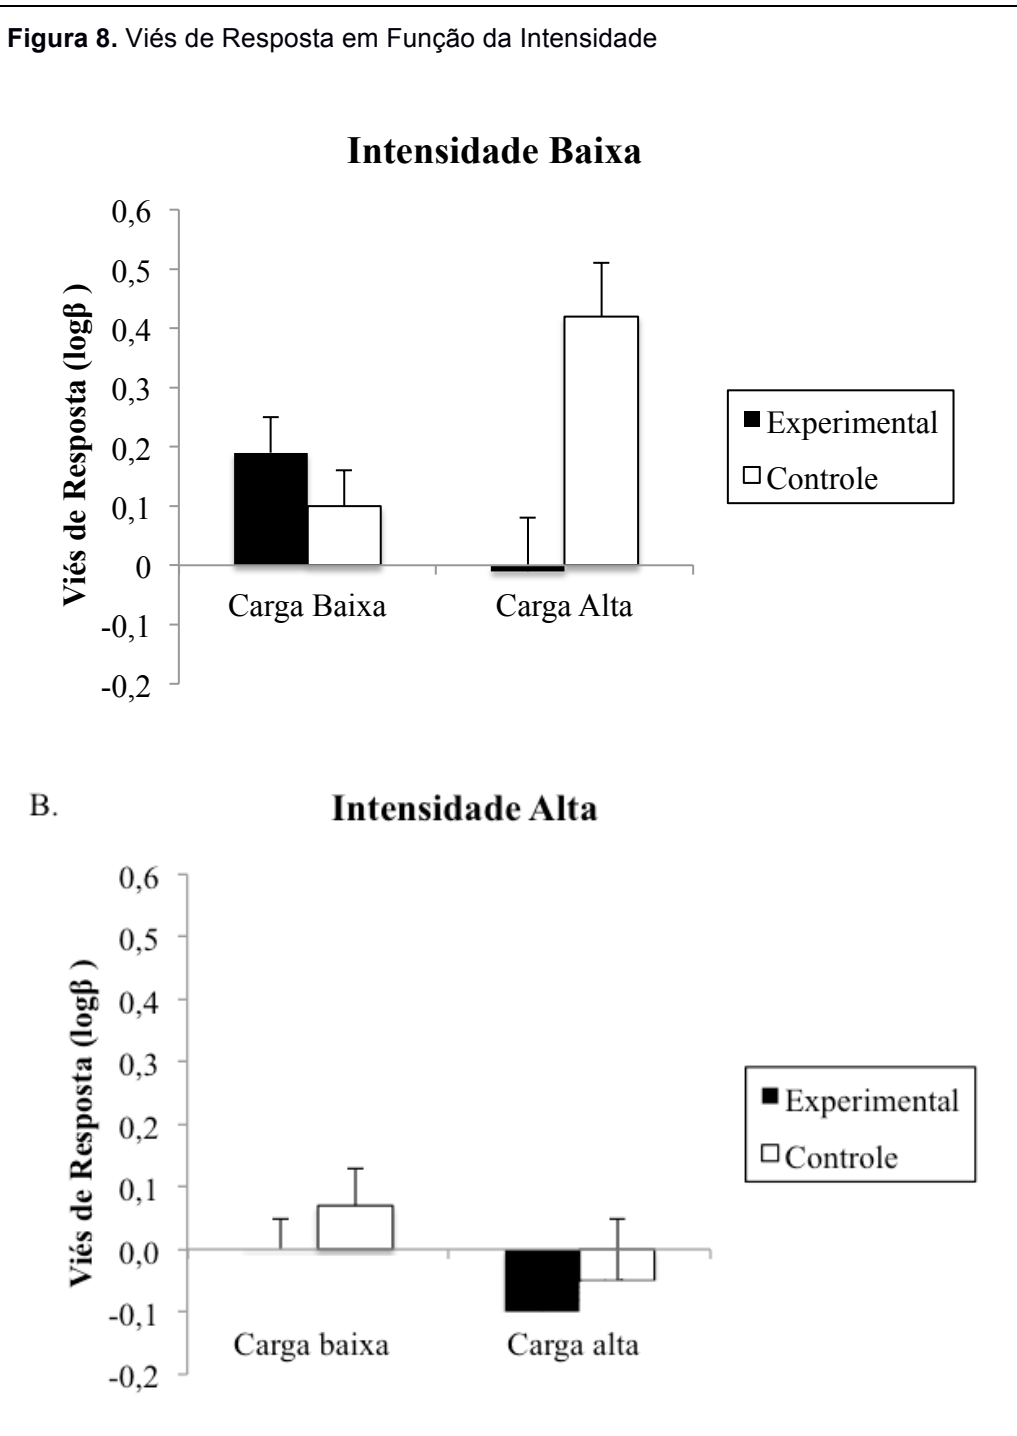 Figura 8. Viés de Resposta em Função da Intensidade
Intensidade Baixa
Viés de Resposta (logβ )
0,6
0,5
0,4
0,3
0,2
0,1
0
-0,1
-0,2
Carga Baixa
Carga Alta
Experimental
Controle
B.
Intensidade Alta
Viés de Resposta (logβ )
0,6
0,5
0,4
0,3
0,2
0,1
0,0
-0,1
-0,2
Carga baixa
Carga alta
Experimental
Controle